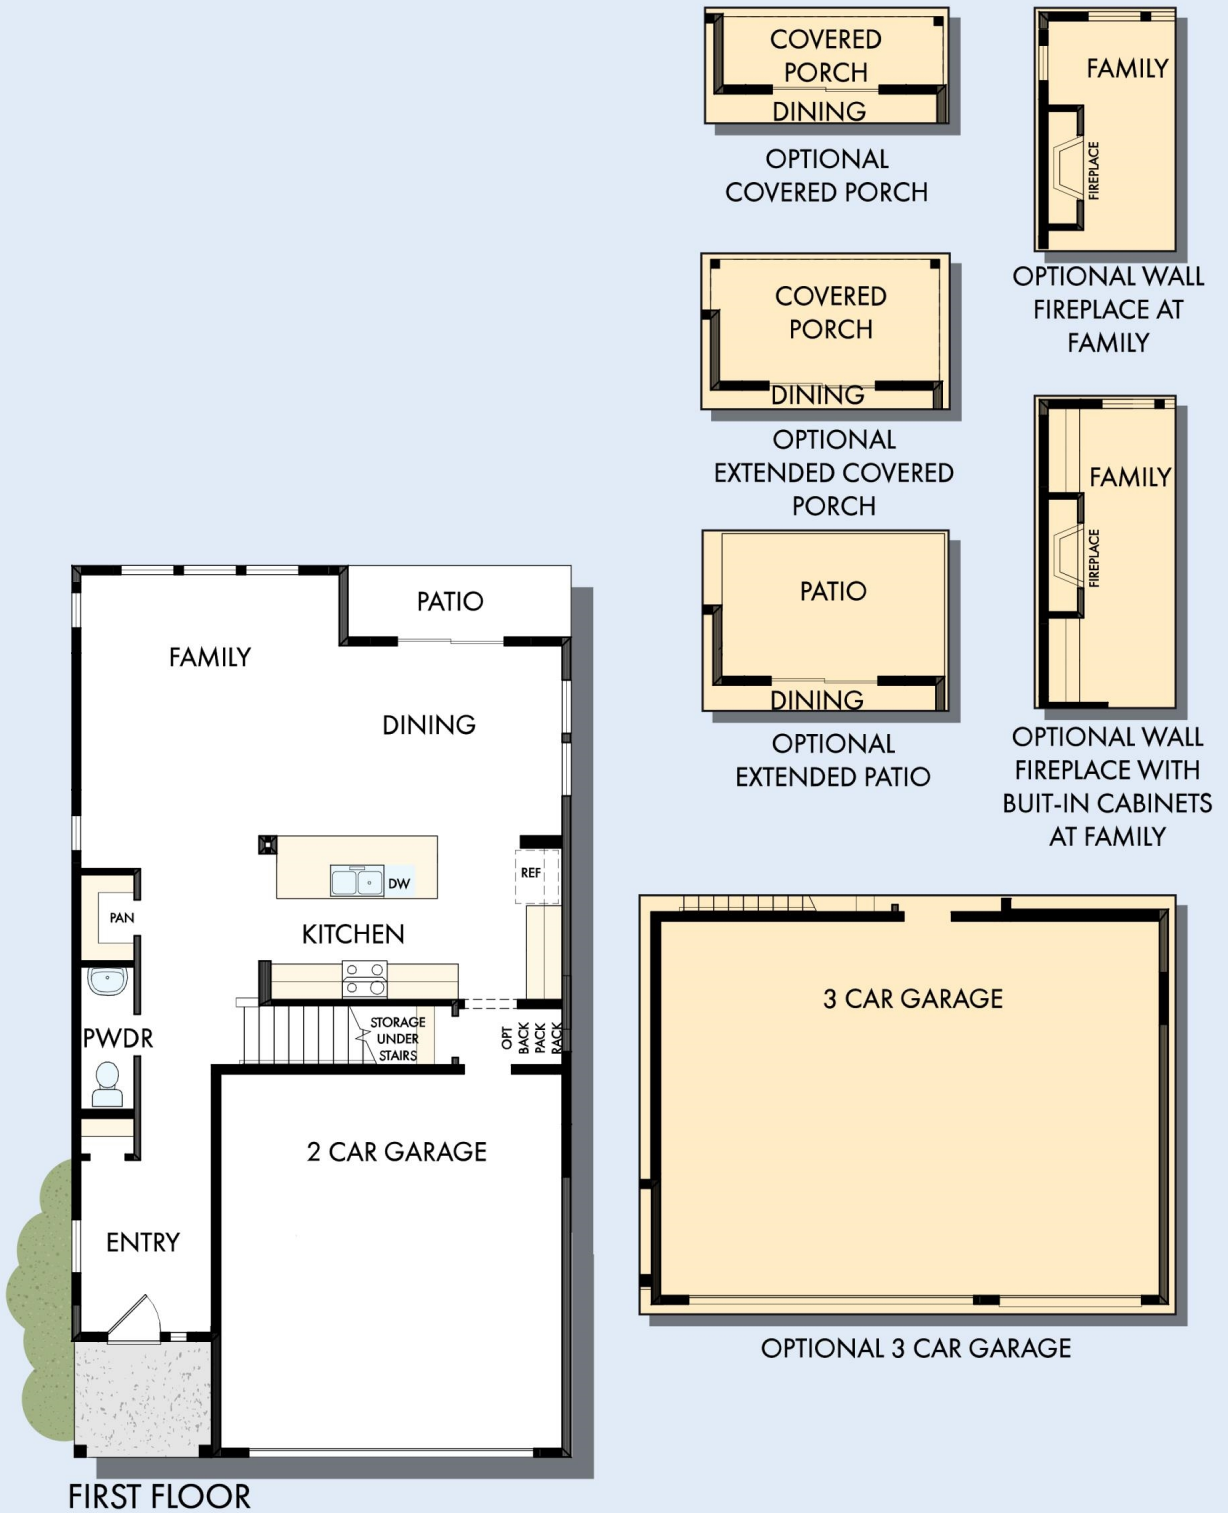 COVERED
PORCH
DINING
OPTIONAL
COVERED PORCH
FAMILY
FIREPLACE
OPTIONAL WALL
FIREPLACE AT
FAMILY
COVERED
PORCH
DINING
OPTIONAL
EXTENDED COVERED
PORCH
FAMILY
FIREPLACE
OPTIONAL WALL
FIREPLACE WITH
BUIT-IN CABINETS
AT FAMILY
PATIO
DINING
OPTIONAL
EXTENDED PATIO
PATIO
FAMILY
DINING
REF
DW
PAN
KITCHEN
PWDR
STORAGE
UNDER
STAIRS
OPT
BACK
PACK
RACK
2 CAR GARAGE
ENTRY
FIRST FLOOR
3 CAR GARAGE
OPTIONAL 3 CAR GARAGE